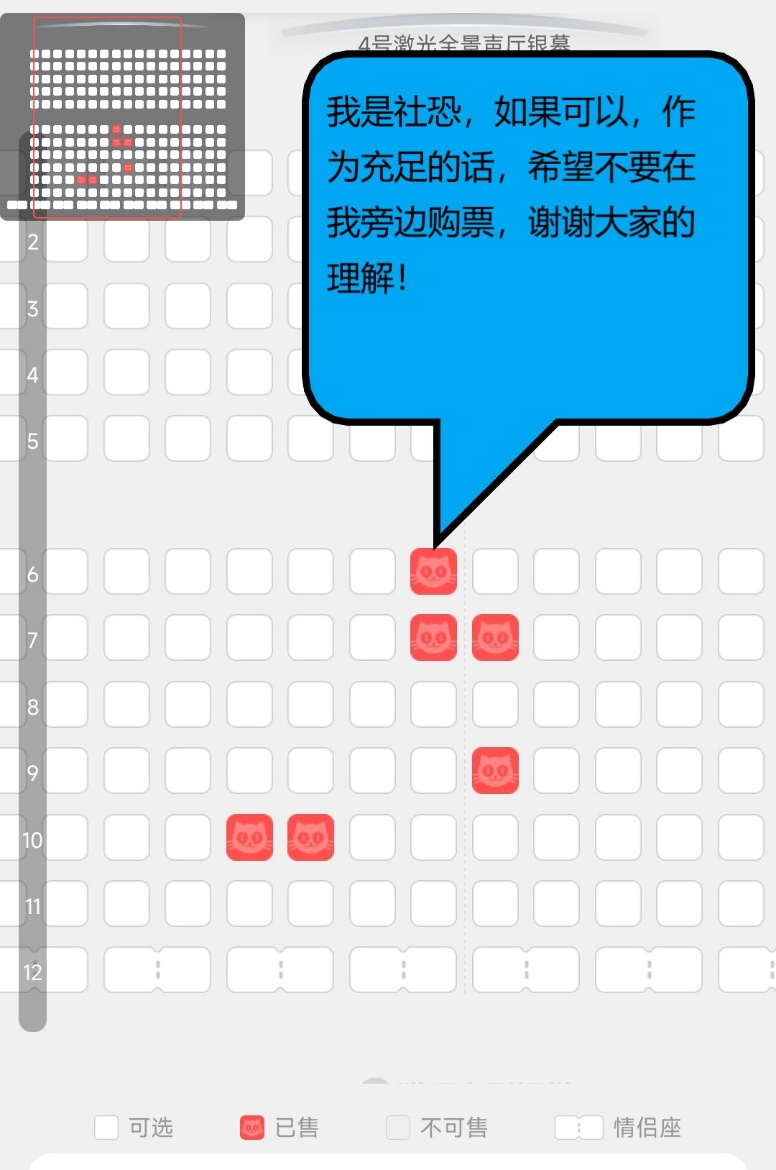 4号激光全景声厅银幕
我是社恐，如果可以，作
为充足的话，希望不要在
我旁边购票，谢谢大家的
理解！
2
3
4
5
6
7
8
9
10
11
12
可选
已售
不可售
情侣座